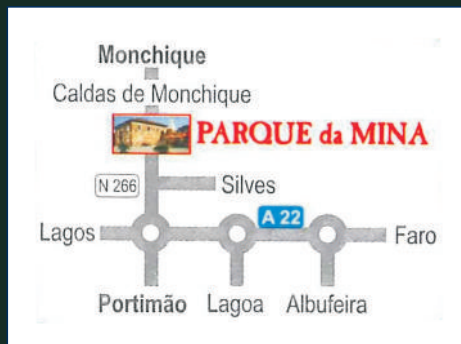 Monchique
Caldas de Monchique
PARQUE da MINA
N 266
Silves
A 22
Lagos
Faro
Portimão Lagoa Albufeira